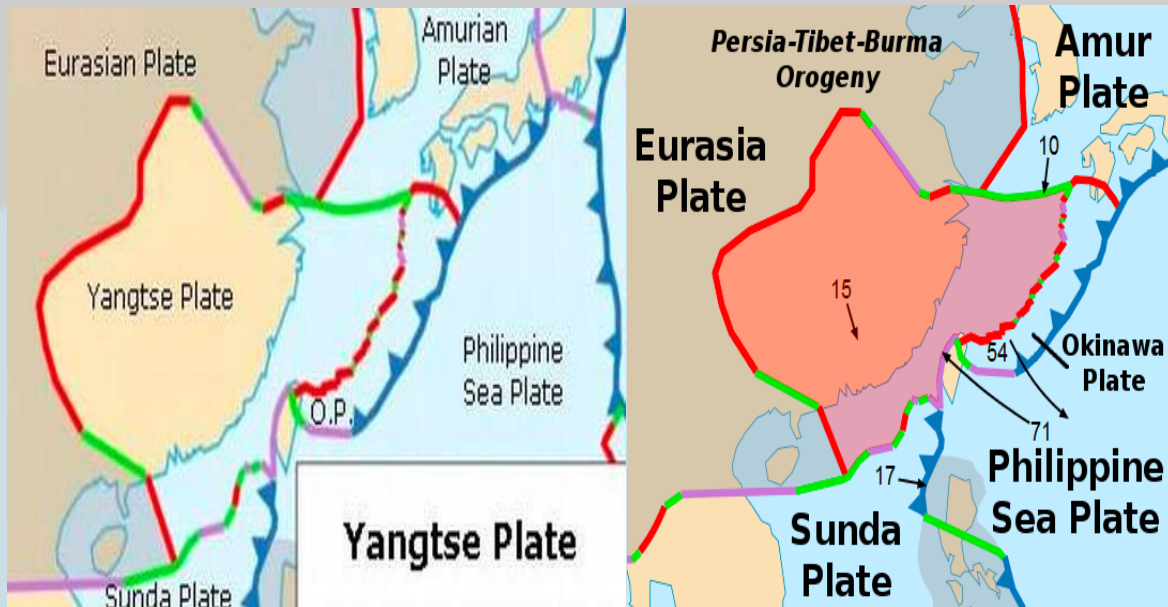 Eurasian Plate
Amurian
Plate
Yangtse Plate
Philippine
Sea Plate
O.P.
Yangtse Plate
Sunda Plate
Persia-Tibet-Burma
Orogeny
Amur
Plate
Eurasia
Plate
10
15
54
Okinawa
Plate
71
17
Philippine
Sea Plate
Sunda
Plate